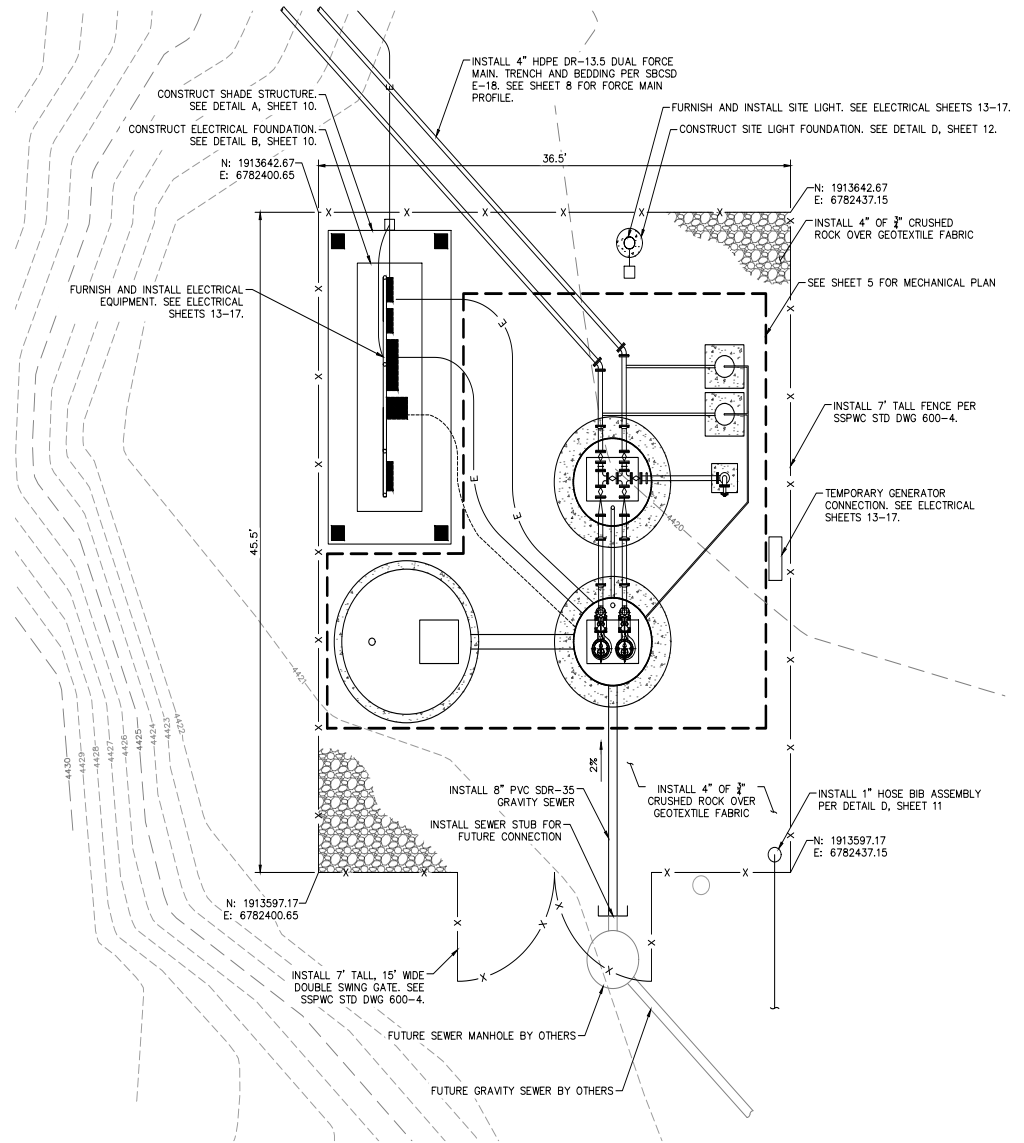 INSTALL 4" HDPE DR-13.5 DUAL FORCE
MAIN. TRENCH AND BEDDING PER SBCSD
E-18. SEE SHEET 8 FOR FORCE MAIN
PROFILE.
CONSTRUCT SHADE STRUCTURE.
SEE DETAIL A, SHEET 10.
FURNISH AND INSTALL SITE LIGHT. SEE ELECTRICAL SHEETS 13-17.
CONSTRUCT ELECTRICAL FOUNDATION.
SEE DETAIL B, SHEET 10.
CONSTRUCT SITE LIGHT FOUNDATION. SEE DETAIL D, SHEET 12.
N: 1913642.67
E: 6782400.65
36.5'
N: 1913642.67
E: 6782437.15
INSTALL 4" OF 3/4" CRUSHED
ROCK OVER GEOTEXTILE FABRIC
SEE SHEET 5 FOR MECHANICAL PLAN
FURNISH AND INSTALL ELECTRICAL
EQUIPMENT. SEE ELECTRICAL
SHEETS 13-17.
INSTALL 7' TALL FENCE PER
SSPWC STD DWG 600-4.
TEMPORARY GENERATOR
CONNECTION. SEE ELECTRICAL
SHEETS 13-17.
45.5'
E
E
E
E
4420
4421
4422
4423
4424
4425
4426
4427
4428
4429
4430
2%
INSTALL 8" PVC SDR-35
GRAVITY SEWER
INSTALL 4" OF 3/4"
CRUSHED ROCK OVER
GEOTEXTILE FABRIC
INSTALL 1" HOSE BIB ASSEMBLY
PER DETAIL D, SHEET 11
INSTALL SEWER STUB FOR
FUTURE CONNECTION
N: 1913597.17
E: 6782437.15
N: 1913597.17
E: 6782400.65
INSTALL 7' TALL, 15' WIDE
DOUBLE SWING GATE. SEE
SSPWC STD DWG 600-4.
FUTURE SEWER MANHOLE BY OTHERS
FUTURE GRAVITY SEWER BY OTHERS